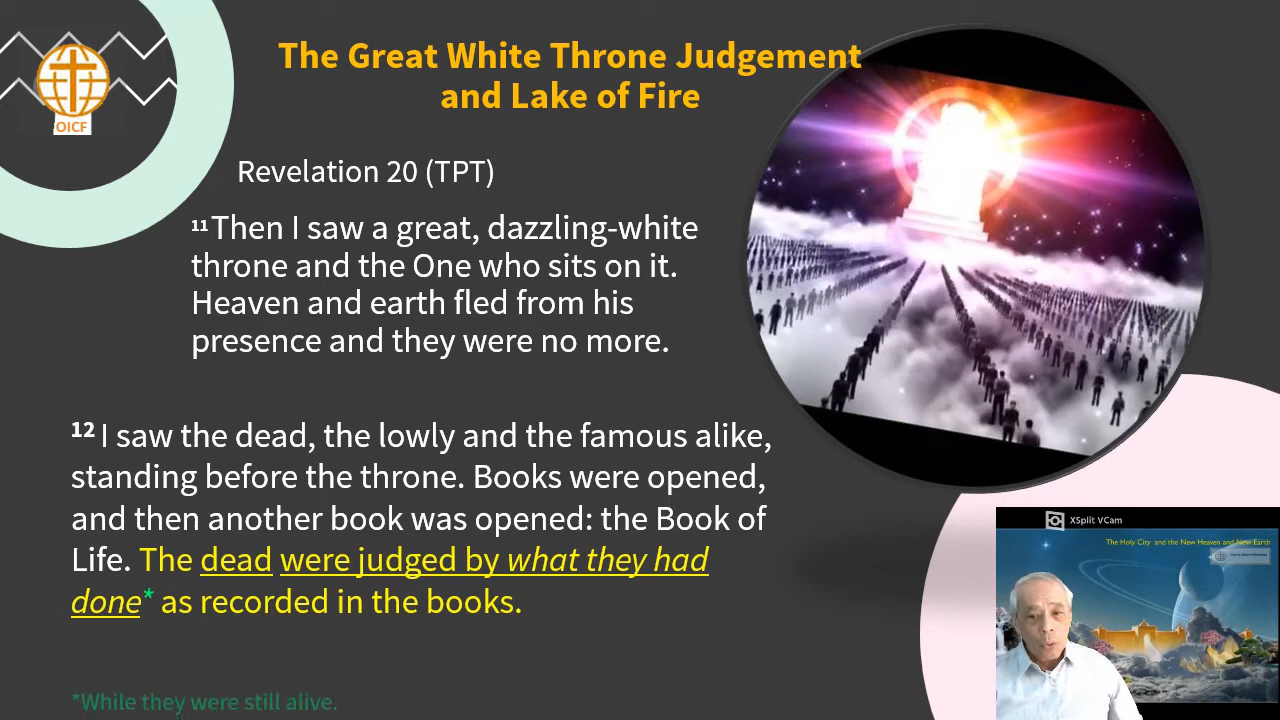 OICF
The Great White Throne Judgement
and Lake of Fire
Revelation 20 (TPT)
11Then I saw a great, dazzling-white
throne and the One who sits on it.
Heaven and earth fled from his
presence and they were no more.
12 I saw the dead, the lowly and the famous alike,
standing before the throne. Books were opened,
and then another book was opened: the Book of
Life. The dead were judged by what they had
done* as recorded in the books.
*While they were still alive.
XSplit VCam
The Holy City and the New Heaven and New Earth